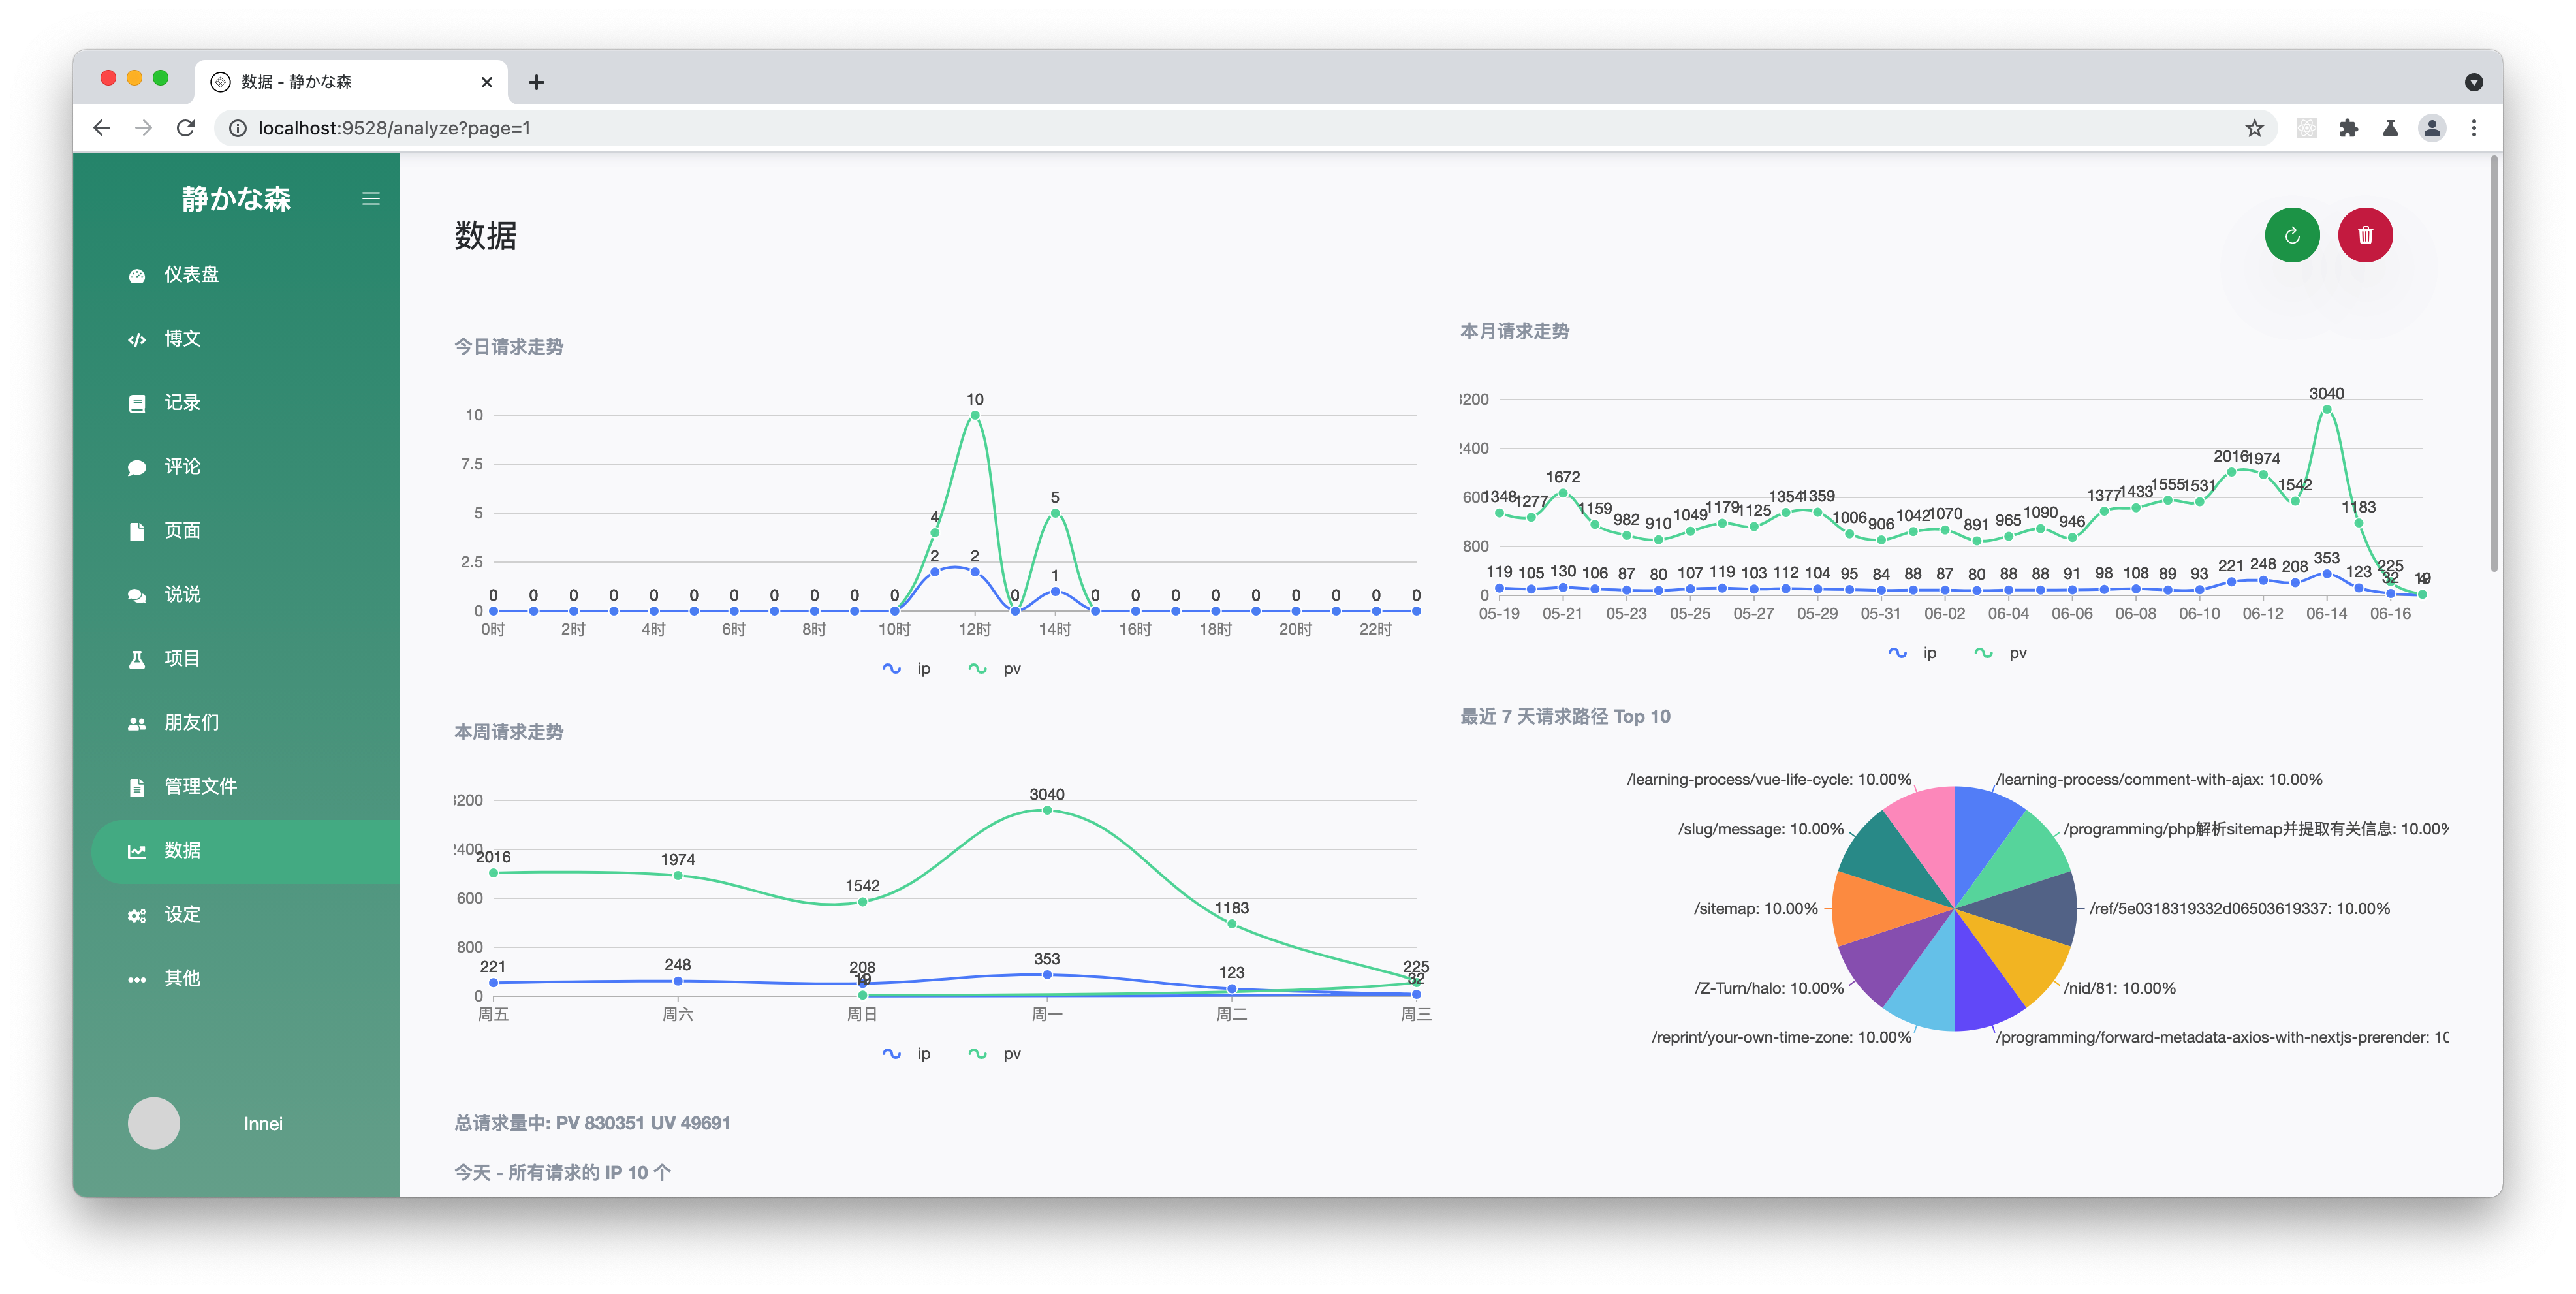 数据 - 静かな森
localhost:9528/analyze?page=1
静かな森
仪表盘
博文
记录
评论
页面
说说
项目
朋友们
管理文件
数据
设定
其他
Innei
数据
今日请求走势
10
7.5
5
2.5
0
0 0 0 0 0 0 4 10 0 5 0 0 0 0 0 0 0 0 0
2 2 1
0时 2时 4时 6时 8时 10时 12时 14时 16时 18时 20时 22时
ip pv
本月请求走势
2400
800
0
1348 1277 1672 1159 982 910 1049 1179 1125 1354 1359 1006 906 1042 1070 891 965 1090 946 1377 1433 1555 1531 2016 1974 1542 3040 1183 225 19
119 105 130 106 87 80 107 119 103 112 104 95 84 88 87 80 88 88 91 98 108 89 93 221 248 208 353 123 32
05-19 05-21 05-23 05-25 05-27 05-29 05-31 06-02 06-04 06-06 06-08 06-10 06-12 06-14 06-16
ip pv
本周请求走势
2400
600
800
0
2016 1974 1542 3040 1183 225
221 248 208 353 123 32
19
周五 周六 周日 周一 周二 周三
ip pv
最近 7 天请求路径 Top 10
/learning-process/vue-life-cycle: 10.00%
/learning-process/comment-with-ajax: 10.00%
/slug/message: 10.00%
/programming/php解析sitemap并提取有关信息: 10.00%
/sitemap: 10.00%
/ref/5e0318319332d06503619337: 10.00%
/Z-Turn/halo: 10.00%
/nid/81: 10.00%
/reprint/your-own-time-zone: 10.00%
/programming/forward-metadata-axios-with-nextjs-prerender: 10
总请求量中: PV 830351 UV 49691
今天 - 所有请求的 IP 10 个